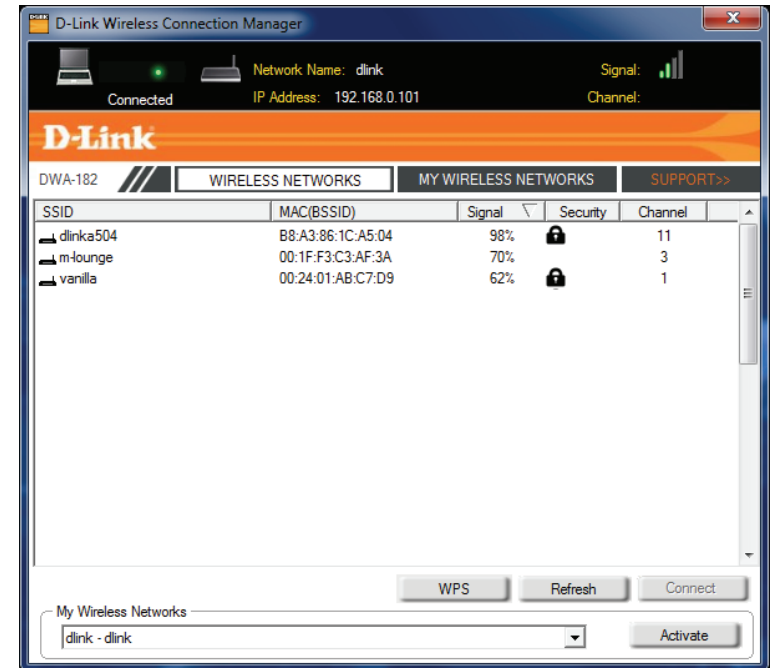 D-Link Wireless Connection Manager
Network Name: dlink Signal:
Connected IP Address: 192.168.0.101 Channel:
D-Link
DWA-182 WIRELESS NETWORKS MY WIRELESS NETWORKS SUPPORT>>
SSID MAC(BSSID) Signal Security Channel
dlinka504 B8:A3:86:1C:A5:04 98% 11
m-lounge 00:1F:F3:C3:AF:3A 70% 3
vanilla 00:24:01:AB:C7:D9 62% 1
WPS Refresh Connect
My Wireless Networks
dlink - dlink Activate